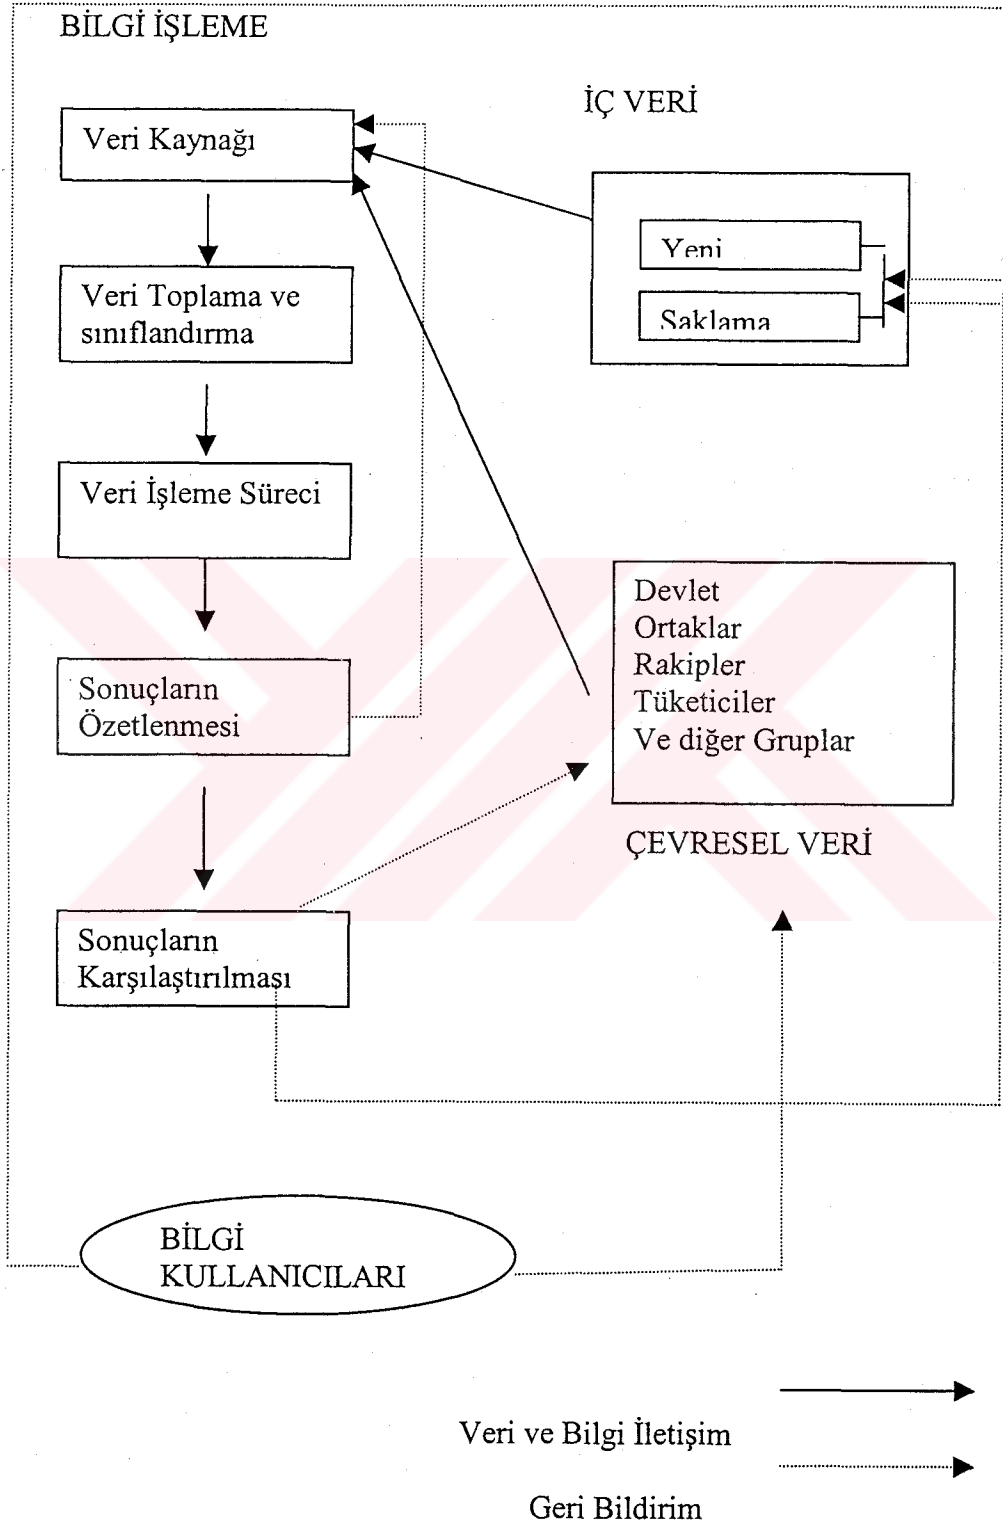 BİLGİ İŞLEME
İÇ VERİ
Veri Kaynağı
Yeni
Saklama
Veri Toplama ve
sınıflandırma
Veri İşleme Süreci
Devlet
Ortaklar
Rakipler
Tüketiciler
Ve diğer Gruplar
Sonuçların
Özetlenmesi
ÇEVRESEL VERİ
Sonuçların
Karşılaştırılması
BİLGİ
KULLANICILARI
Veri ve Bilgi İletişim
Geri Bildirim